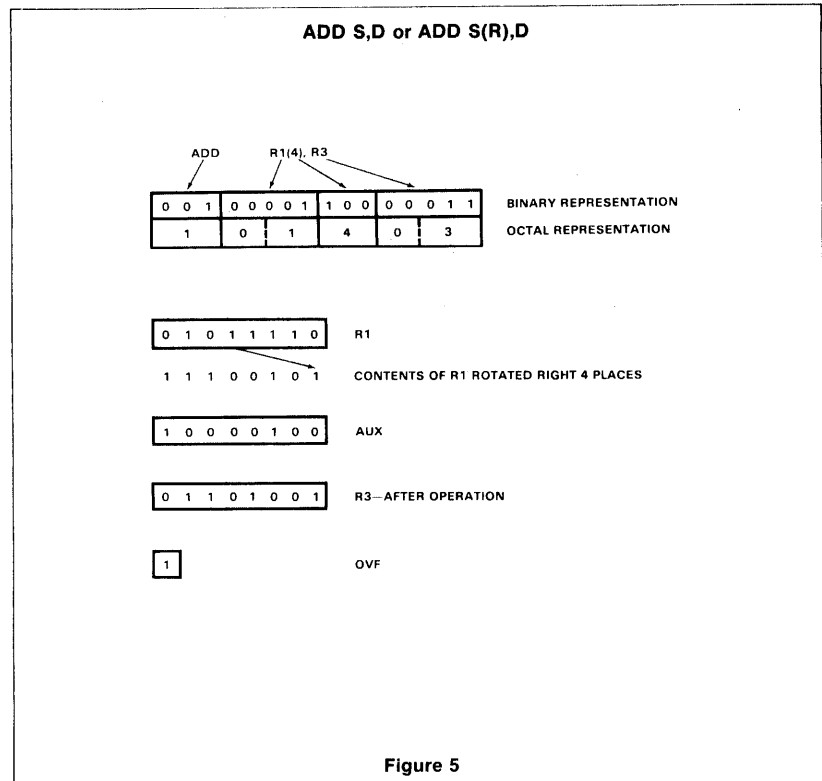 ADD S,D or ADD S(R),D
ADD R1(4), R3
0 0 1 0 0 0 0 1 1 0 0 0 0 0 1 1 BINARY REPRESENTATION
1 0 1 4 0 3 OCTAL REPRESENTATION
0 1 0 1 1 1 1 0 R1
1 1 1 0 0 1 0 1 CONTENTS OF R1 ROTATED RIGHT 4 PLACES
1 0 0 0 0 1 0 0 AUX
0 1 1 0 1 0 0 1 R3—AFTER OPERATION
1 OVF
Figure 5